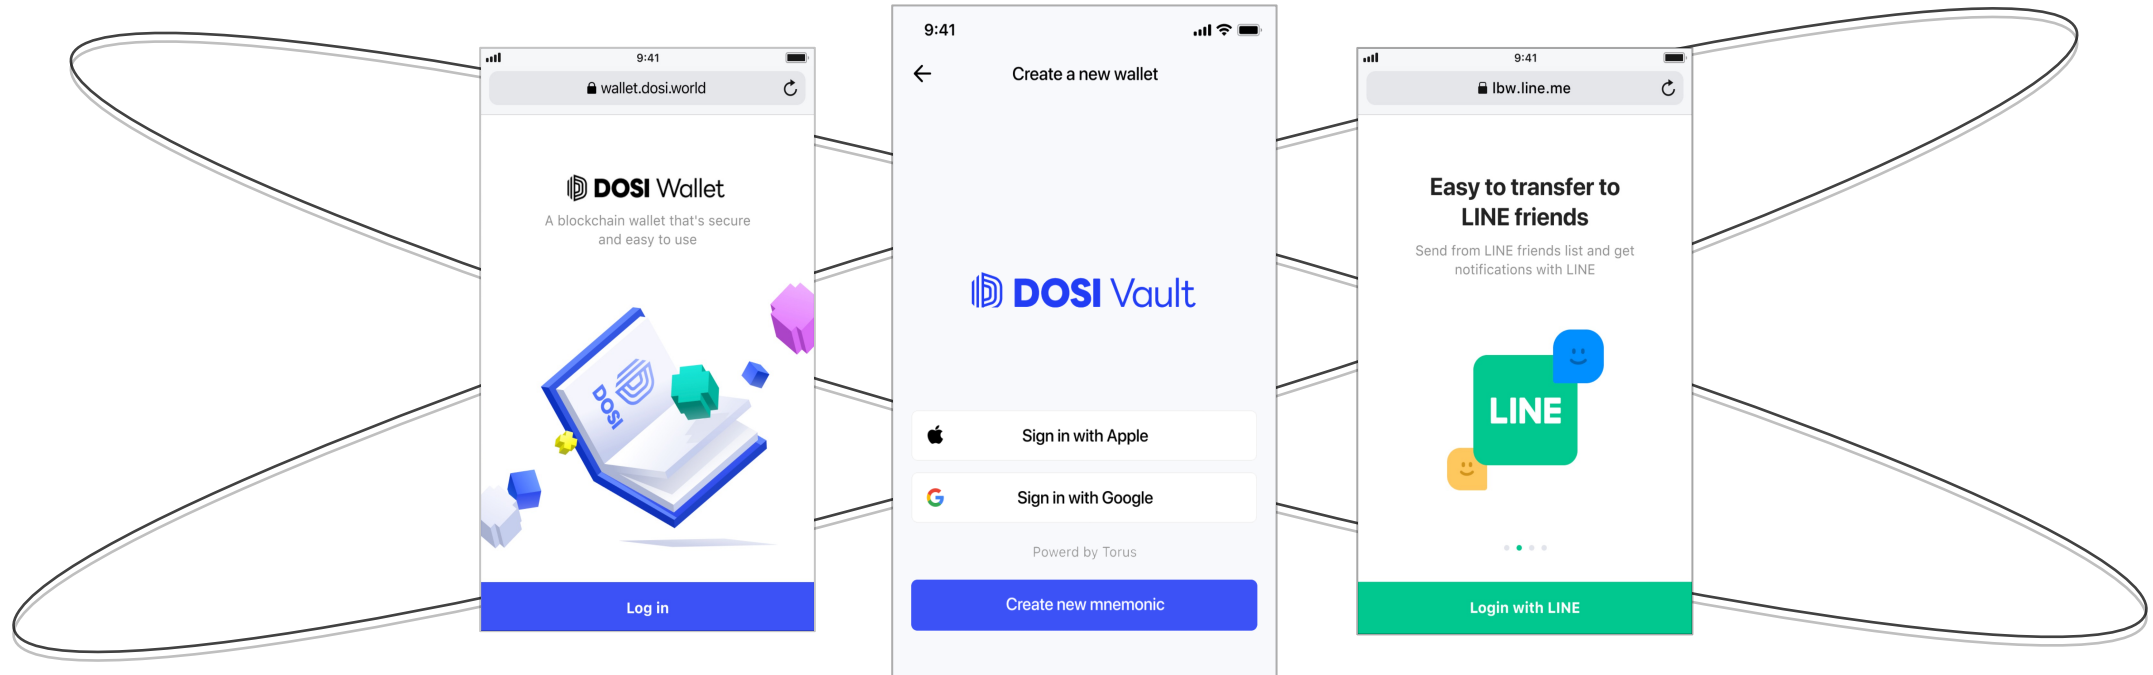 9:41
wallet.dosi.world
DOSI Wallet
A blockchain wallet that's secure
and easy to use
DOSI
Log in
9:41
Create a new wallet
DOSI Vault
Sign in with Apple
Sign in with Google
Powerd by Torus
Create new mnemonic
9:41
lbw.line.me
Easy to transfer to
LINE friends
Send from LINE friends list and get
notifications with LINE
LINE
Login with LINE